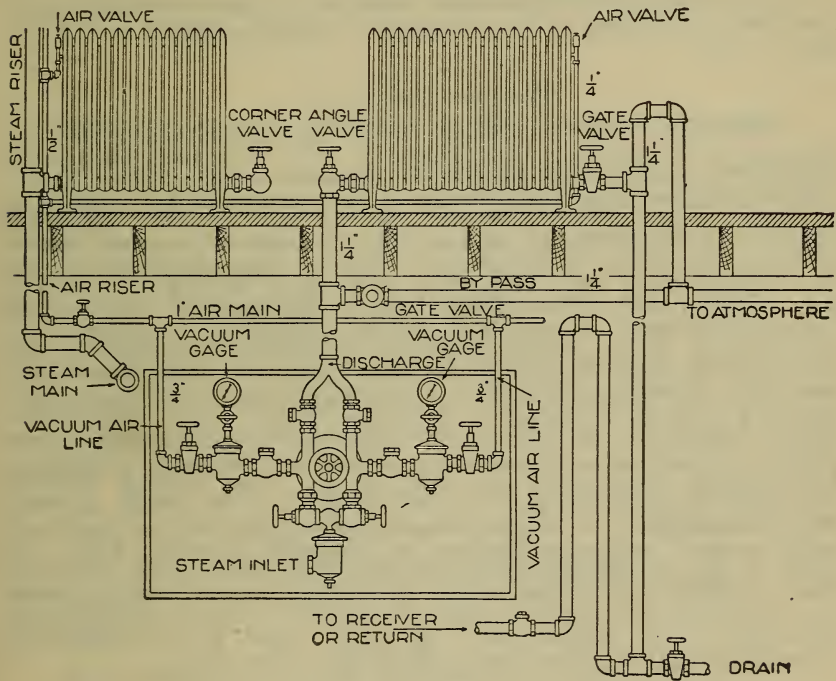 AIR VALVE
AIR VALVE
STEAM RISER
1/2"
CORNER
VALVE
ANGLE
VALVE
1 1/4"
GATE
VALVE
1 1/4"
1 1/4"
AIR RISER
BY PASS
1 1/4"
1" AIR MAIN
GATE VALVE
TO ATMOSPHERE
VACUUM
GAGE
VACUUM
GAGE
STEAM
MAIN
DISCHARGE
3/4"
3/4"
VACUUM AIR
LINE
VACUUM AIR LINE
STEAM INLET
TO RECEIVER
OR RETURN
DRAIN